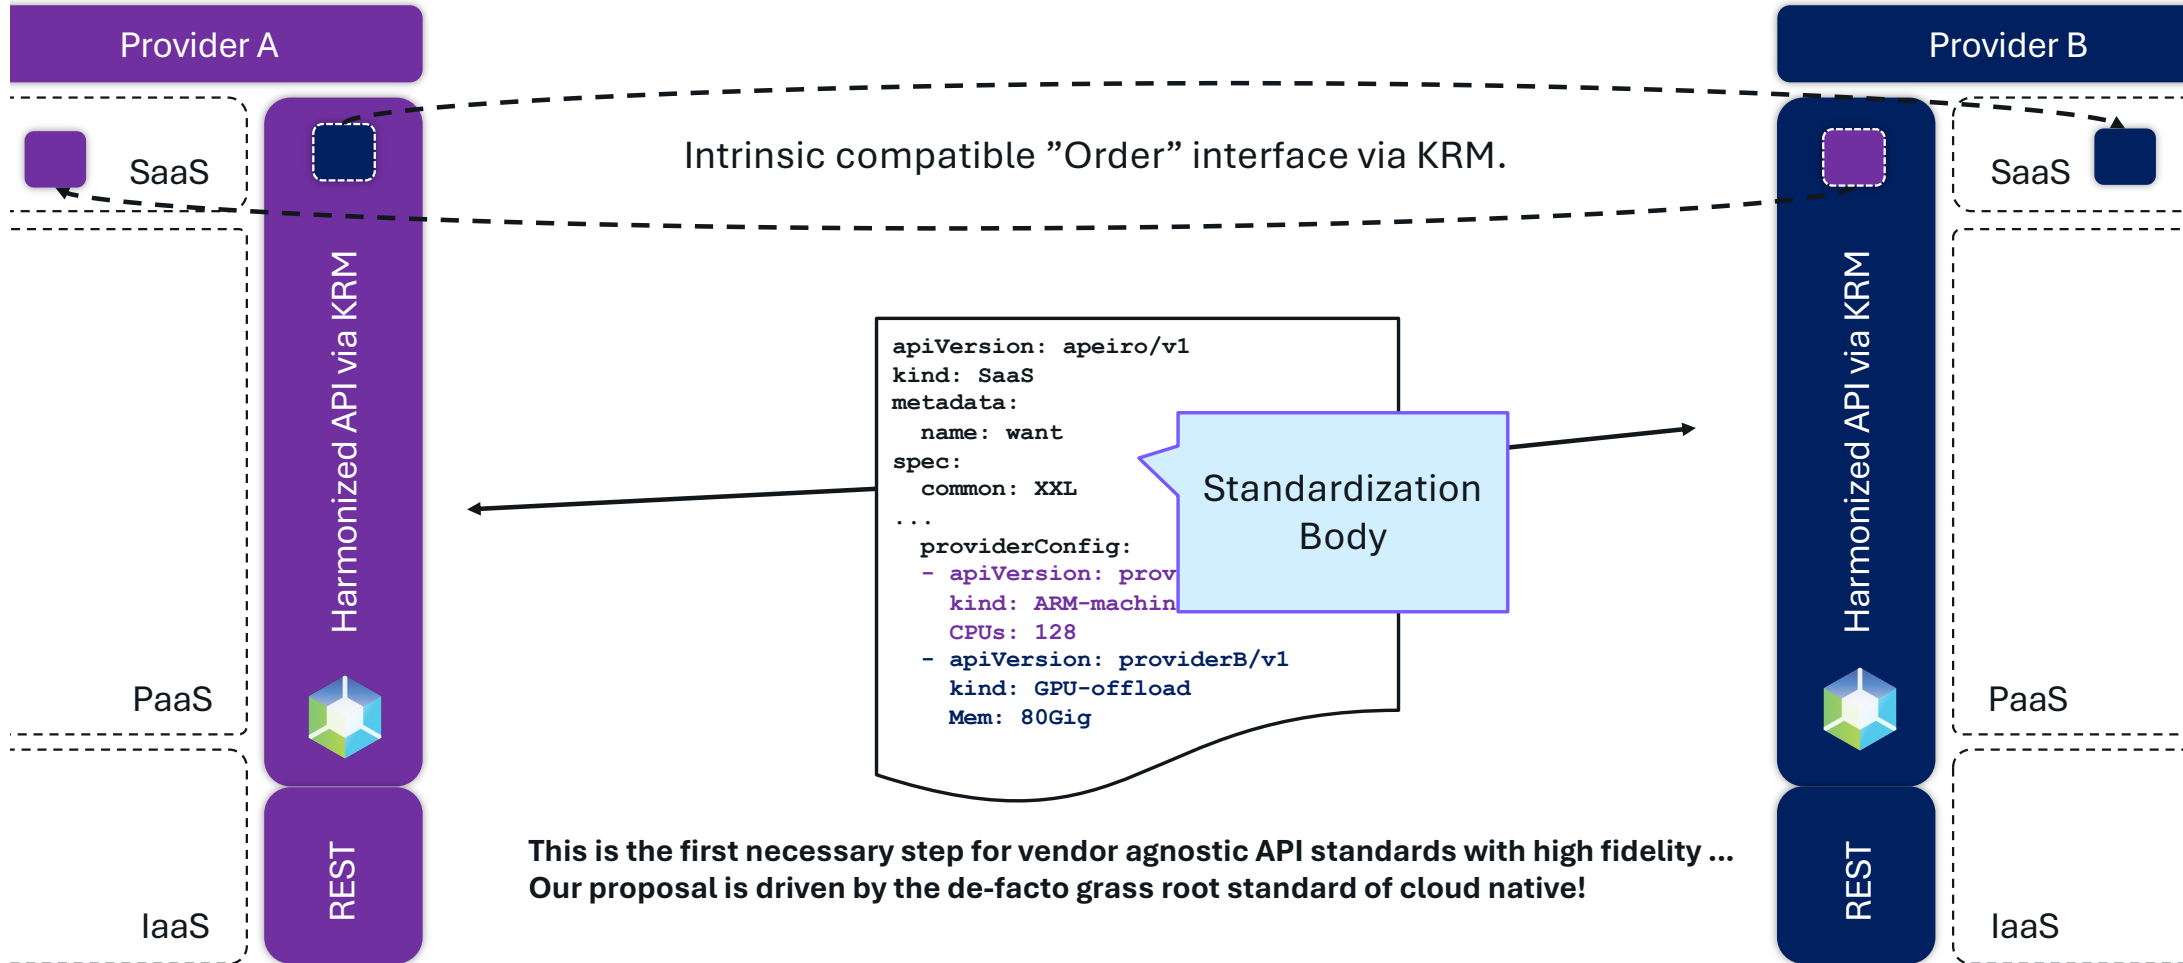 Provider A
Provider B
SaaS
Intrinsic compatible ”Order” interface via KRM.
SaaS
Harmonized API via KRM
Harmonized API via KRM
apiVersion: apeiro/v1
kind: SaaS
metadata:
name: want
spec:
common: XXL
...
providerConfig:
- apiVersion: prov
kind: ARM-machin
CPUs: 128
- apiVersion: providerB/v1
kind: GPU-offload
Mem: 80Gig
Standardization
Body
PaaS
PaaS
REST
REST
This is the first necessary step for vendor agnostic API standards with high fidelity ...
Our proposal is driven by the de-facto grass root standard of cloud native!
IaaS
IaaS